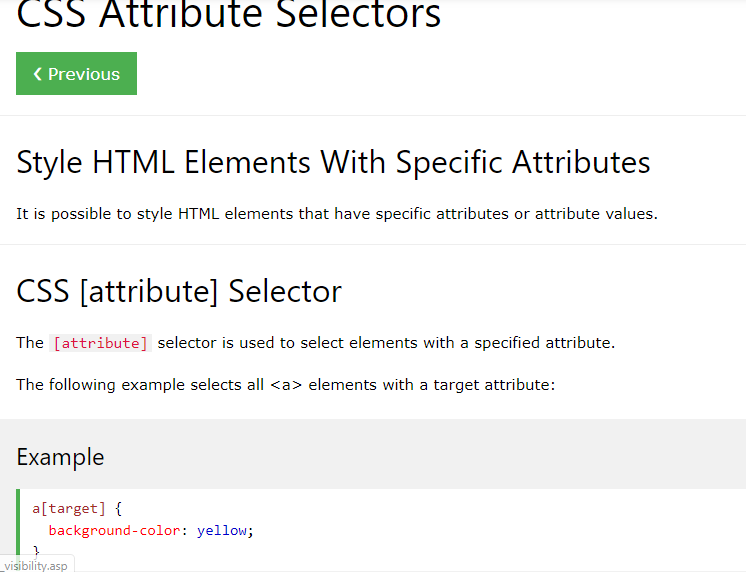 CSS Attribute Selectors
❮ Previous
Style HTML Elements With Specific Attributes
It is possible to style HTML elements that have specific attributes or attribute values.
CSS [attribute] Selector
The [attribute] selector is used to select elements with a specified attribute.
The following example selects all <a> elements with a target attribute:
Example
a[target] {
  background-color: yellow;
}
_visibility.asp